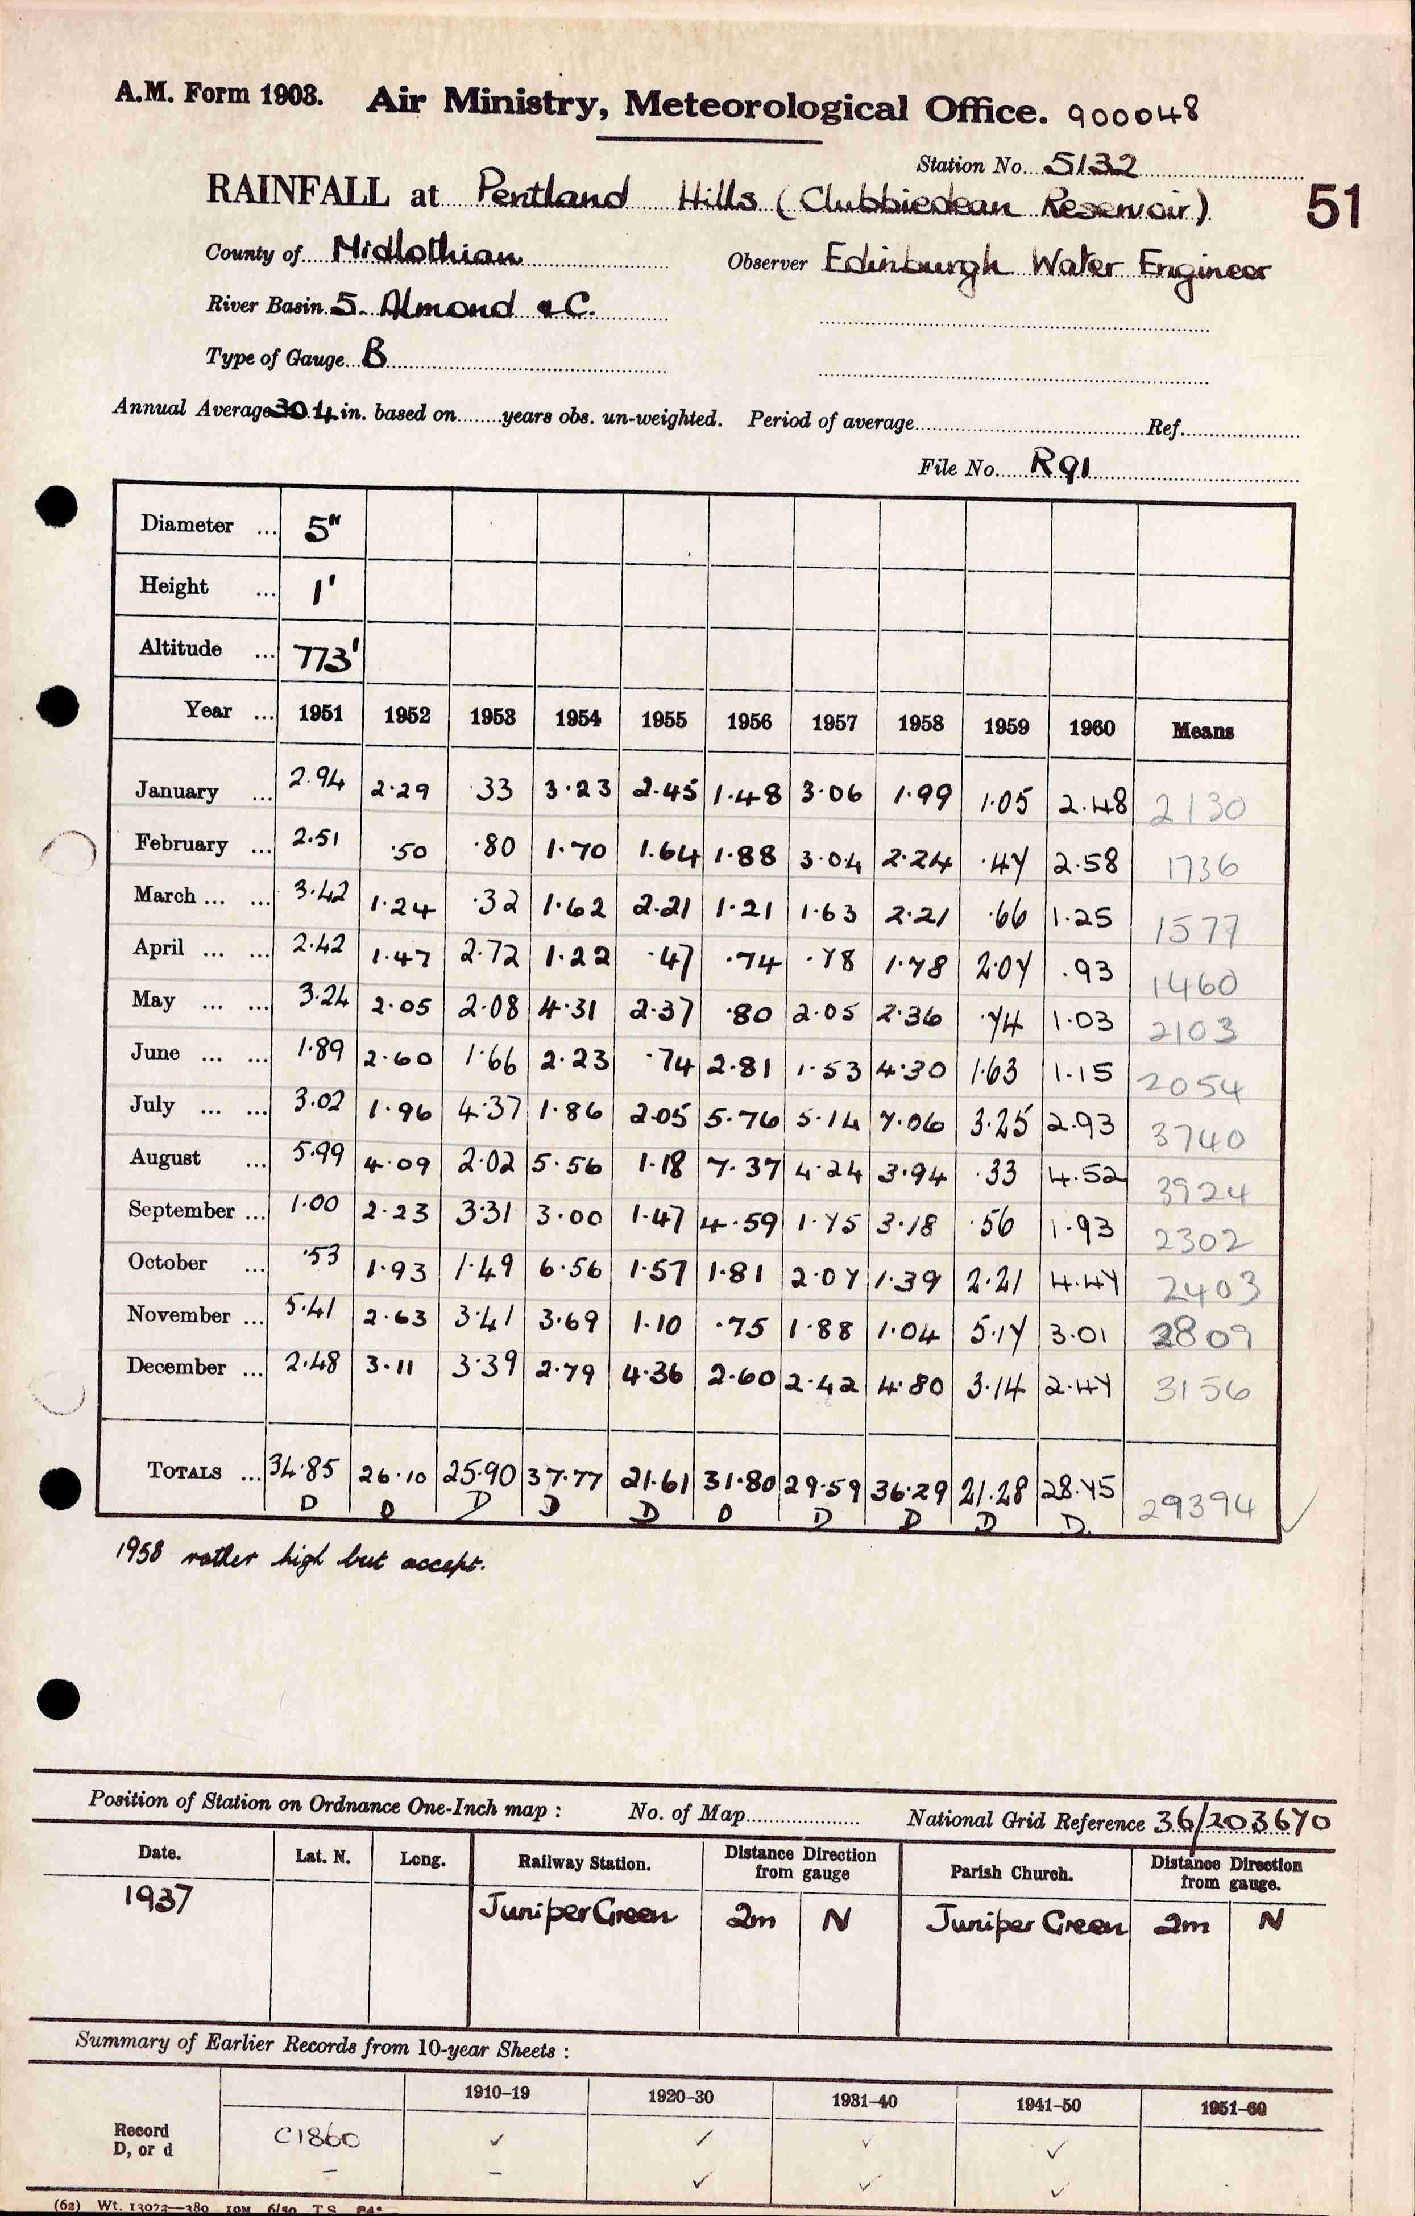 A.M. Form 1903. Air Ministry, Meteorological Office. 900048
Station No. 5132
RAINFALL at Pentland Hills (Clubbiedean Reservoir) 51
County of Midlothian Observer Edinburgh Water Engineer
River Basin 5. Almond &C.
Type of Gauge B
Annual Average 30.4 in. based on years obs. un-weighted. Period of average Ref.
File No. R91
Diameter ... 5"
Height ... 1'
Altitude ... 773'
Year ... 1951 1952 1953 1954 1955 1956 1957 1958 1959 1960 Means
January ... 2.94 2.29 .33 3.23 2.45 1.48 3.06 1.99 1.05 2.48 2130
February ... 2.51 .50 .80 1.70 1.64 1.88 3.04 2.24 .47 2.58 1736
March ... ... 3.42 1.24 .32 1.62 2.21 1.21 1.63 2.21 .66 1.25 1577
April ... ... 2.42 1.47 2.72 1.22 .47 .74 .78 1.78 2.07 .93 1460
May ... ... 3.24 2.05 2.08 4.31 2.37 .80 2.05 2.36 .74 1.03 2103
June ... ... 1.89 2.60 1.66 2.23 .74 2.81 1.53 4.30 1.63 1.15 2054
July ... ... 3.02 1.96 4.37 1.86 2.05 5.76 5.14 7.06 3.25 2.93 3740
August ... 5.99 4.09 2.02 5.56 1.18 7.37 4.24 3.94 .33 4.52 3924
September ... 1.00 2.23 3.31 3.00 1.47 4.59 1.75 3.18 .56 1.93 2302
October ... .53 1.93 1.49 6.56 1.57 1.81 2.07 1.39 2.21 4.47 2403
November ... 5.41 2.63 3.41 3.69 1.10 .75 1.88 1.04 5.17 3.01 2809
December ... 2.48 3.11 3.39 2.79 4.36 2.60 2.42 4.80 3.14 2.47 3156
TOTALS ... 34.85 26.10 25.90 37.77 21.61 31.80 29.59 36.29 21.28 28.75 29394
D D D D D D D D D D.
1958 rather high but accept.
Position of Station on Ordnance One-Inch map : No. of Map National Grid Reference 36/203670
Date. Lat. N. Long. Railway Station. Distance Direction from gauge Parish Church. Distance Direction from gauge.
1937 Juniper Green 2m N Juniper Green 2m N
Summary of Earlier Records from 10-year Sheets :
1910–19 1920–30 1931–40 1941–50 1951–60
Record C1860 ✓ ✓ ✓ ✓
D, or d – – ✓ ✓ ✓
(62) Wt. 13073—380 10M 6/50 T.S.